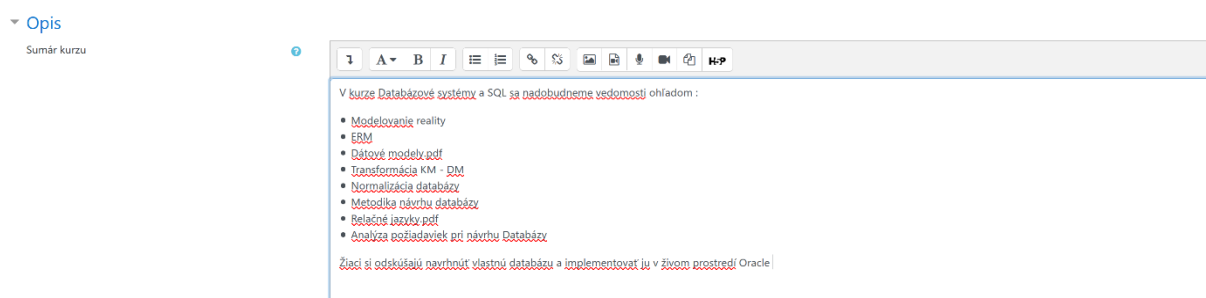 Opis
Sumár kurzu
A B I H-P
V kurze Databázové systémy a SQL sa nadobudneme vedomosti ohľadom :
Modelovanie reality
ERM
Dátové modely.pdf
Transformácia KM - DM
Normalizácia databázy
Metodika návrhu databázy
Relačné jazyky.pdf
Analýza požiadaviek pri návrhu Databázy
Žiaci si odskúšajú navrhnúť vlastnú databázu a implementovať ju v živom prostredí Oracle